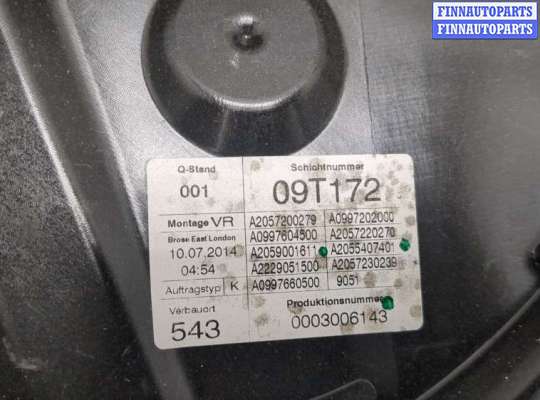 FINNAUTOPARTS
FINNAUTOPARTS
Q-Stand Schichtnummer
001 09T172
Montage VR A2057200279 A0997202000
Brose East London A0997604500 A2057220270
10.07.2014 A2059001611 A2055407401
04:54 A2229051500 A2057230239
Auftragstyp K A0997660500 9051
Verbauort Produktionsnummer
543 0003006143